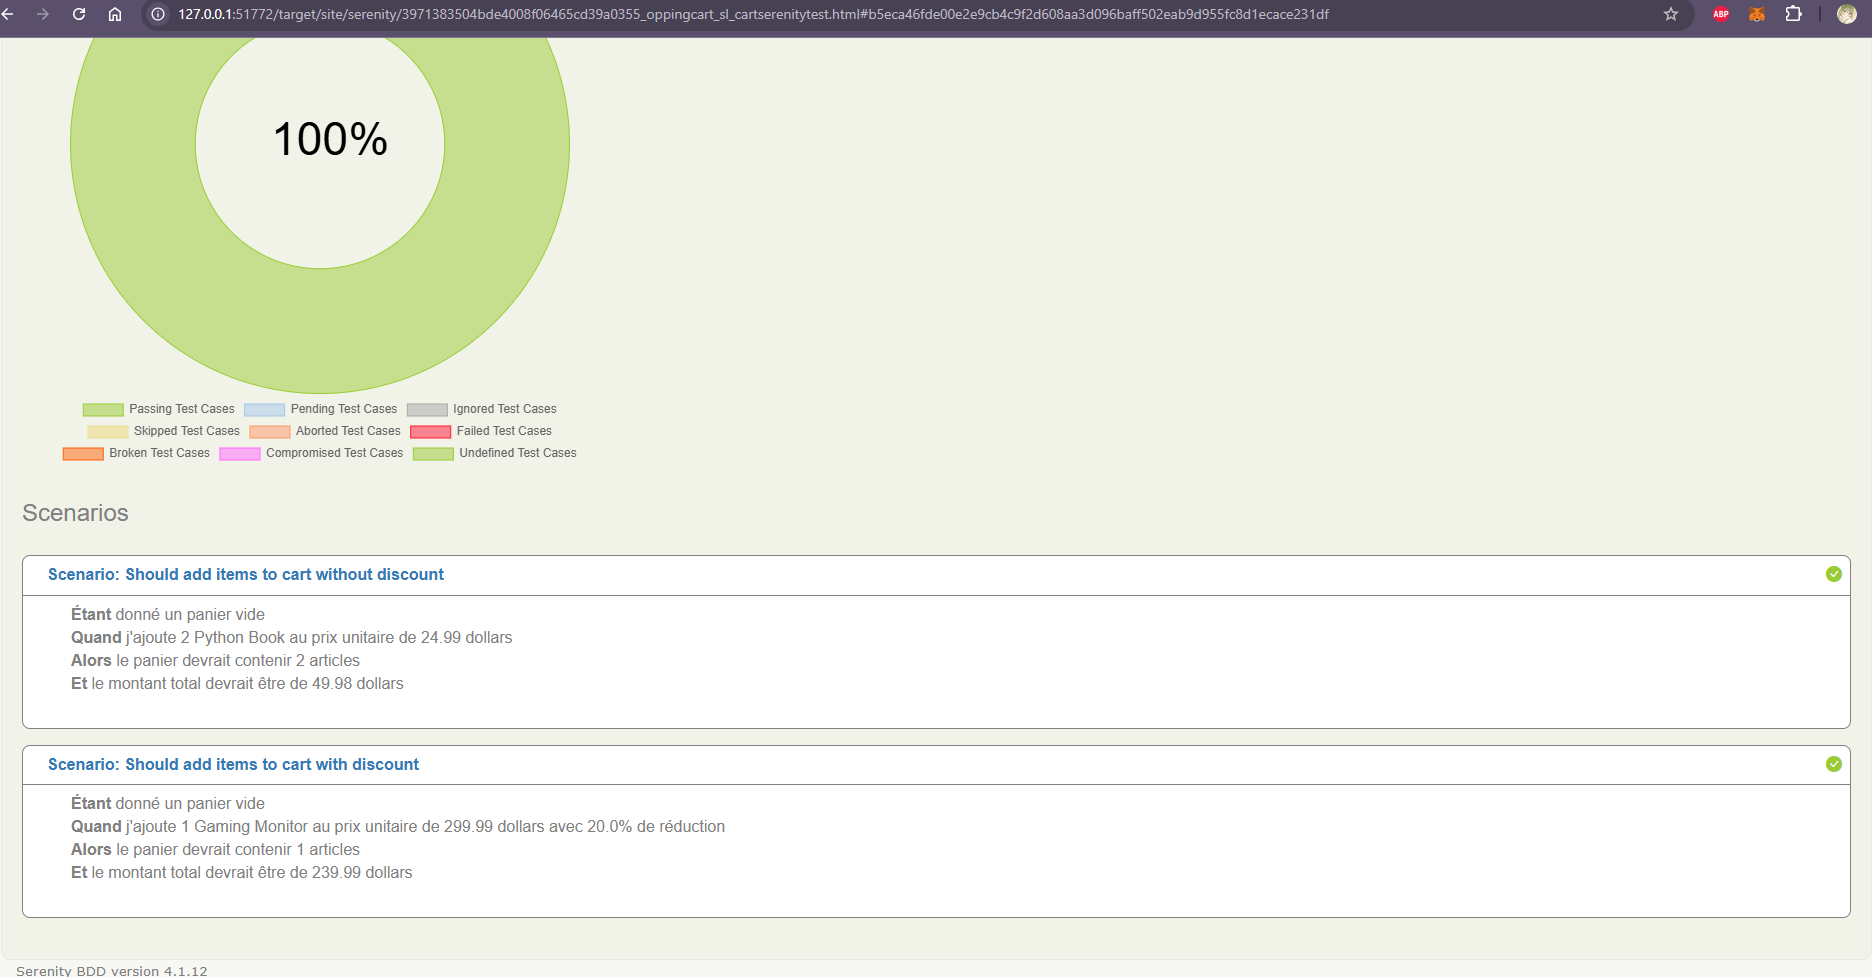 127.0.0.1:51772/target/site/serenity/3971383504bde4008f06465cd39a0355_oppingcart_sl_cartserenitytest.html#b5eca46fde00e2e9cb4c9f2d608aa3d096baff502eab9d955fc8d1ecace231df
ABP
100%
Passing Test Cases Pending Test Cases Ignored Test Cases
Skipped Test Cases Aborted Test Cases Failed Test Cases
Broken Test Cases Compromised Test Cases Undefined Test Cases
Scenarios
Scenario: Should add items to cart without discount
Étant donné un panier vide
Quand j'ajoute 2 Python Book au prix unitaire de 24.99 dollars
Alors le panier devrait contenir 2 articles
Et le montant total devrait être de 49.98 dollars
Scenario: Should add items to cart with discount
Étant donné un panier vide
Quand j'ajoute 1 Gaming Monitor au prix unitaire de 299.99 dollars avec 20.0% de réduction
Alors le panier devrait contenir 1 articles
Et le montant total devrait être de 239.99 dollars
Serenity BDD version 4.1.12